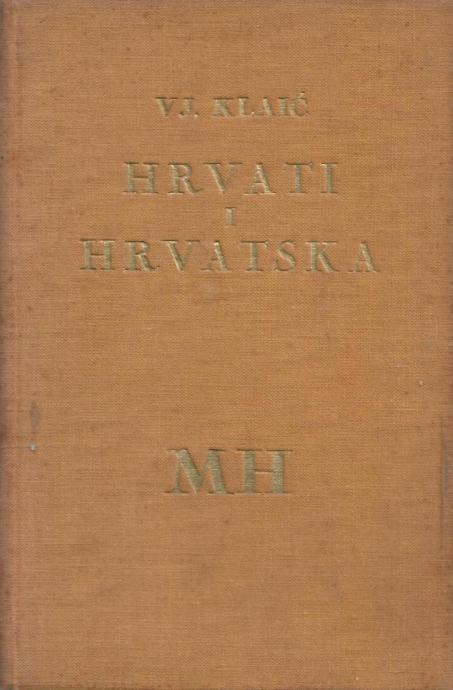 VJ. KLAIĆ
HRVATI
I
HRVATSKA
MH